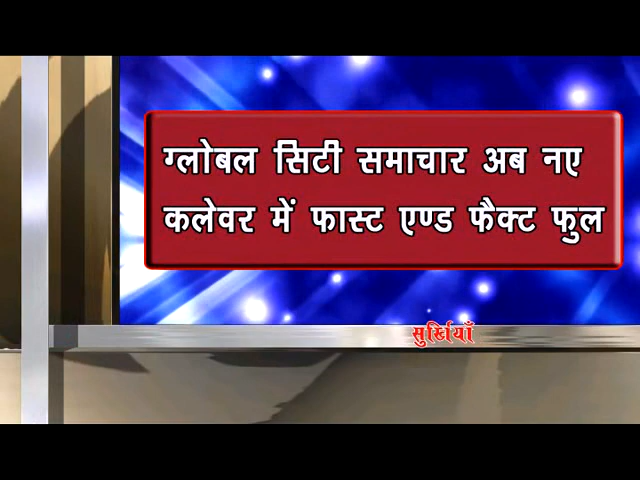 ग्लोबल सिटी समाचार अब नए
कलेवर में फास्ट एण्ड फैक्ट फुल
सुर्खियाँ